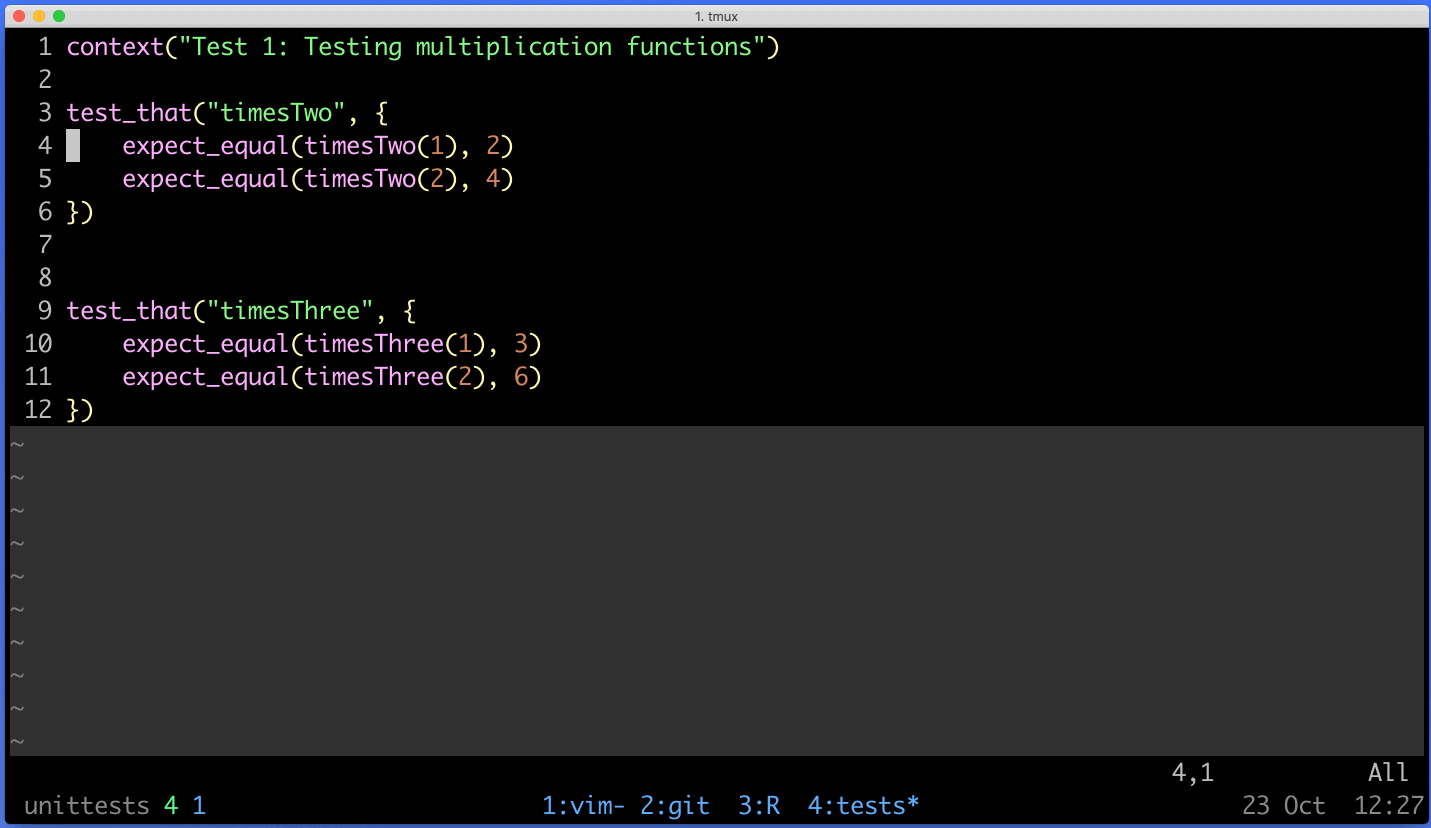 1. tmux
1 context("Test 1: Testing multiplication functions")
2
3 test_that("timesTwo", {
4     expect_equal(timesTwo(1), 2)
5     expect_equal(timesTwo(2), 4)
6 })
7
8
9 test_that("timesThree", {
10     expect_equal(timesThree(1), 3)
11     expect_equal(timesThree(2), 6)
12 })
~
~
~
~
~
~
~
~
~
~
4,1 All
unittests 4 1 1:vim- 2:git 3:R 4:tests* 23 Oct 12:27